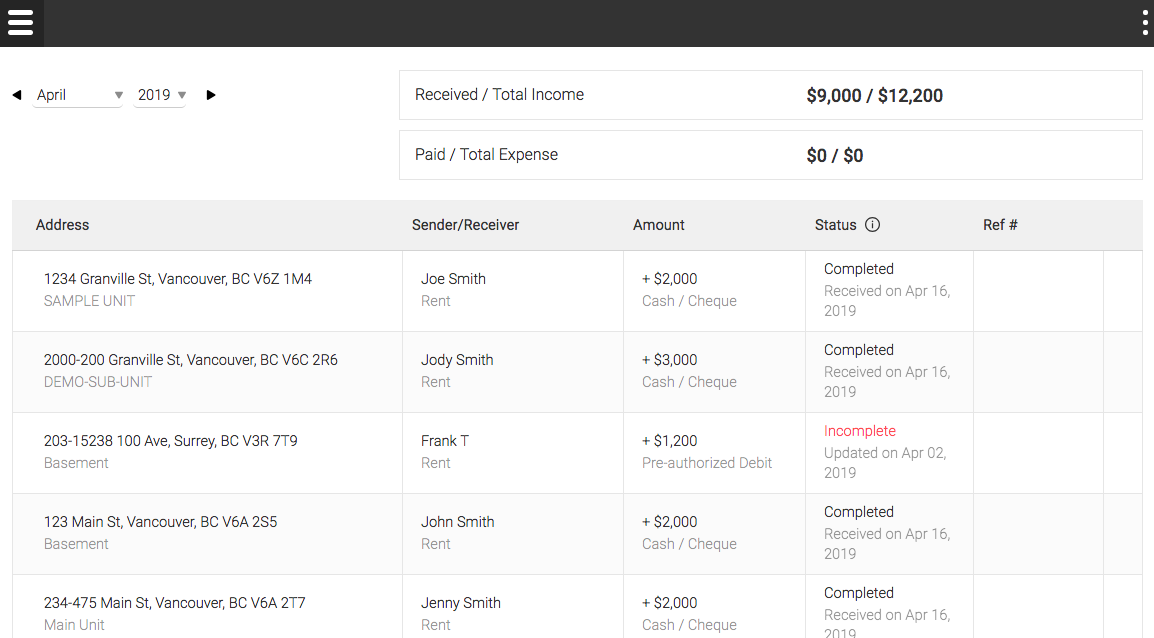 April 2019
Received / Total Income $9,000 / $12,200
Paid / Total Expense $0 / $0
Address Sender/Receiver Amount Status Ref #
1234 Granville St, Vancouver, BC V6Z 1M4 Joe Smith + $2,000 Completed
SAMPLE UNIT Rent Cash / Cheque Received on Apr 16,
2019
2000-200 Granville St, Vancouver, BC V6C 2R6 Jody Smith + $3,000 Completed
DEMO-SUB-UNIT Rent Cash / Cheque Received on Apr 16,
2019
203-15238 100 Ave, Surrey, BC V3R 7T9 Frank T + $1,200 Incomplete
Basement Rent Pre-authorized Debit Updated on Apr 02,
2019
123 Main St, Vancouver, BC V6A 2S5 John Smith + $2,000 Completed
Basement Rent Cash / Cheque Received on Apr 16,
2019
234-475 Main St, Vancouver, BC V6A 2T7 Jenny Smith + $2,000 Completed
Main Unit Rent Cash / Cheque Received on Apr 16,
2019